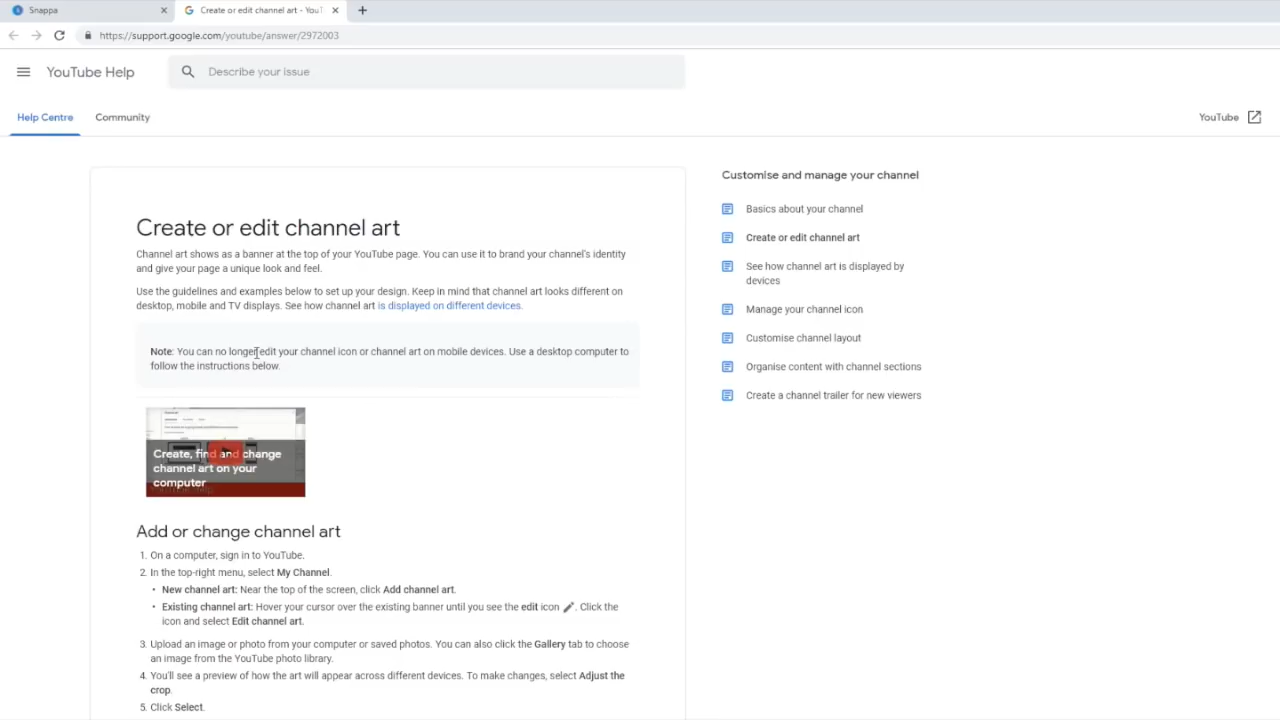 Snappa
Create or edit channel art - YouT
https://support.google.com/youtube/answer/2972003
YouTube Help
Describe your issue
Help Centre
Community
YouTube
Create or edit channel art
Channel art shows as a banner at the top of your YouTube page. You can use it to brand your channel's identity
and give your page a unique look and feel.
Use the guidelines and examples below to set up your design. Keep in mind that channel art looks different on
desktop, mobile and TV displays. See how channel art is displayed on different devices.
Note: You can no longer edit your channel icon or channel art on mobile devices. Use a desktop computer to
follow the instructions below.
Create, find and change
channel art on your
computer
Add or change channel art
1. On a computer, sign in to YouTube.
2. In the top-right menu, select My Channel.
• New channel art: Near the top of the screen, click Add channel art.
• Existing channel art: Hover your cursor over the existing banner until you see the edit icon . Click the
icon and select Edit channel art.
3. Upload an image or photo from your computer or saved photos. You can also click the Gallery tab to choose
an image from the YouTube photo library.
4. You'll see a preview of how the art will appear across different devices. To make changes, select Adjust the
crop.
5. Click Select.
Customise and manage your channel
Basics about your channel
Create or edit channel art
See how channel art is displayed by
devices
Manage your channel icon
Customise channel layout
Organise content with channel sections
Create a channel trailer for new viewers